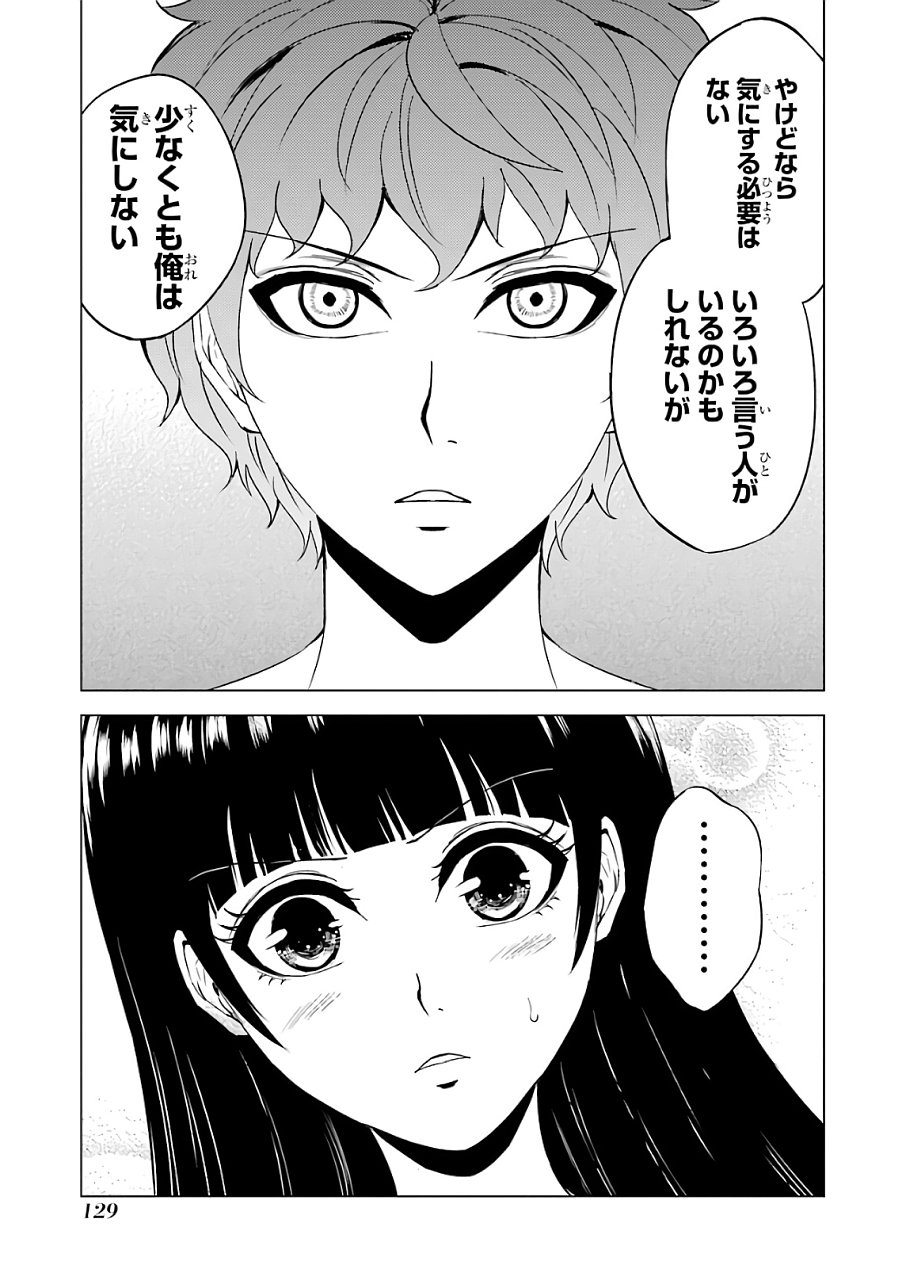 やけどなら
気にする必要は
ない
いろいろ言う人が
いるのかも
しれないが
少なくとも俺は
気にしない
・・・・・・・・・・・
129